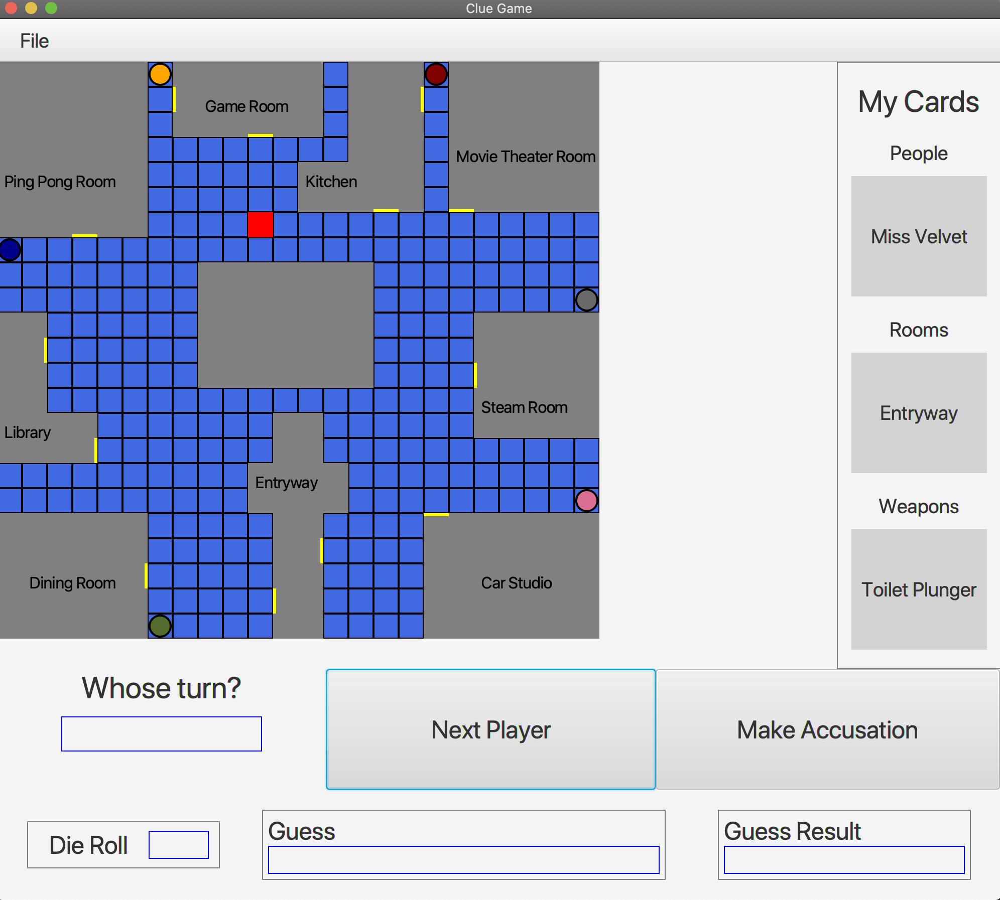 Clue Game
File
My Cards
Game Room
People
Movie Theater Room
Ping Pong Room
Kitchen
Miss Velvet
Rooms
Steam Room
Entryway
Library
Entryway
Weapons
Dining Room
Car Studio
Toilet Plunger
Whose turn?
Next Player
Make Accusation
Die Roll
Guess
Guess Result